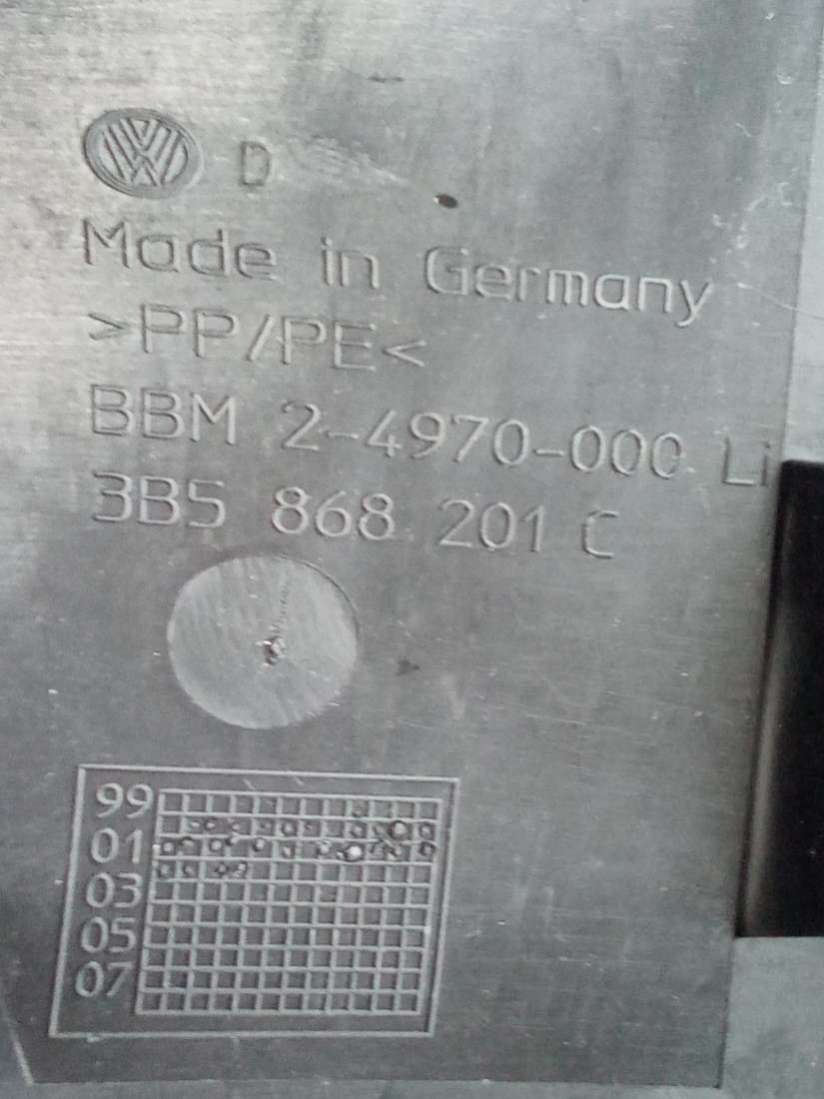 D
Made in Germany
>PP/PE<
BBM 2-4970-000 Li
3B5 868 201 C
99
01
03
05
07